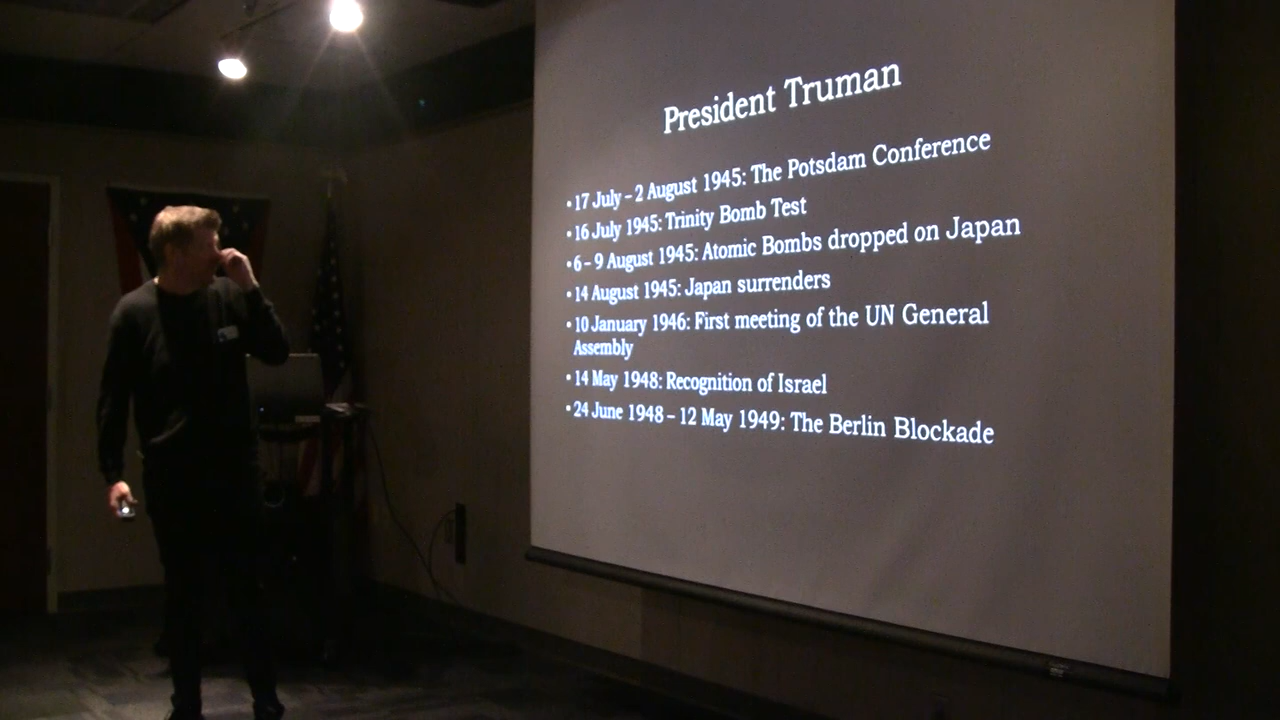 President Truman
• 17 July – 2 August 1945: The Potsdam Conference
• 16 July 1945: Trinity Bomb Test
• 6 – 9 August 1945: Atomic Bombs dropped on Japan
• 14 August 1945: Japan surrenders
• 10 January 1946: First meeting of the UN General
Assembly
• 14 May 1948: Recognition of Israel
• 24 June 1948 – 12 May 1949: The Berlin Blockade